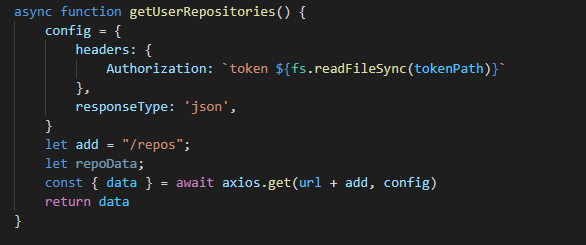 async function getUserRepositories() {
    config = {
        headers: {
            Authorization: `token ${fs.readFileSync(tokenPath)}`
        },
        responseType: 'json',
    }
    let add = "/repos";
    let repoData;
    const { data } = await axios.get(url + add, config)
    return data
}